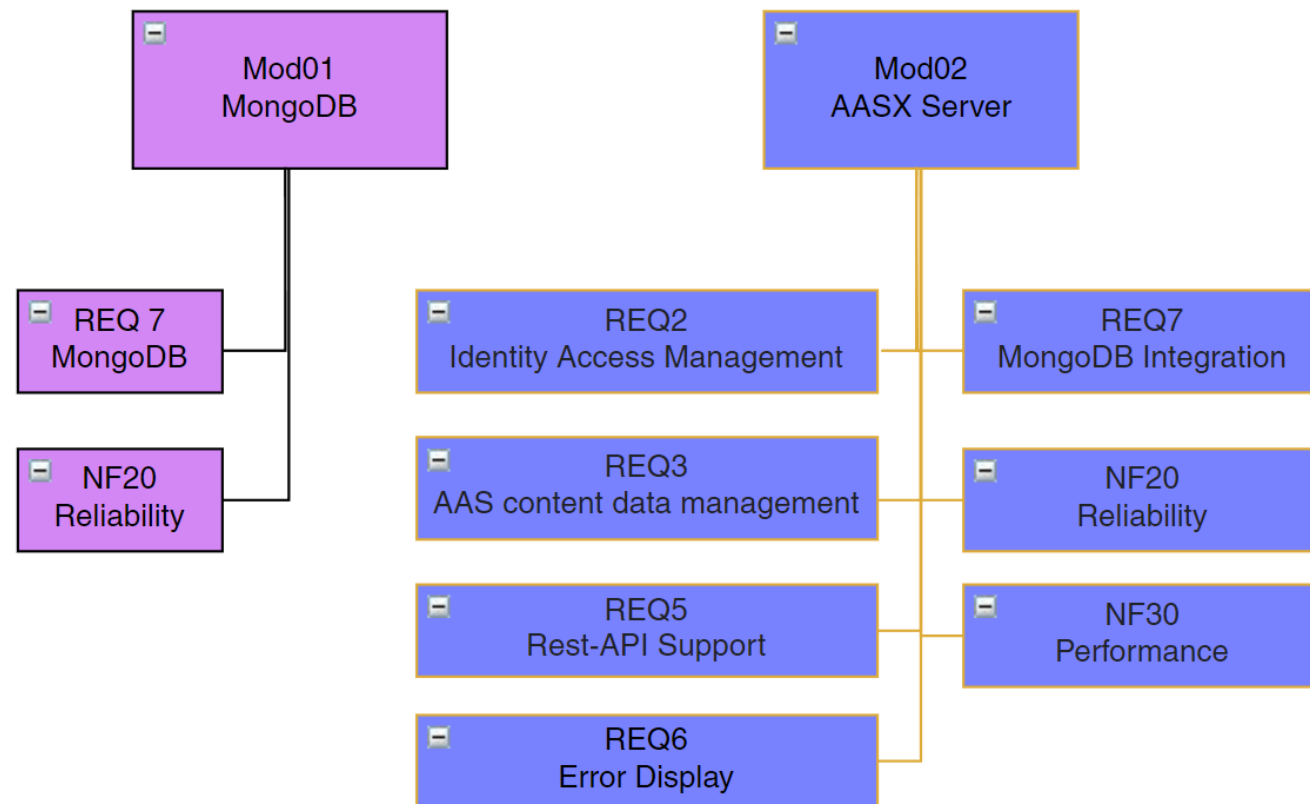 Mod01
MongoDB
Mod02
AASX Server
REQ 7
MongoDB
REQ2
Identity Access Management
REQ7
MongoDB Integration
NF20
Reliability
REQ3
AAS content data management
NF20
Reliability
REQ5
Rest-API Support
NF30
Performance
REQ6
Error Display